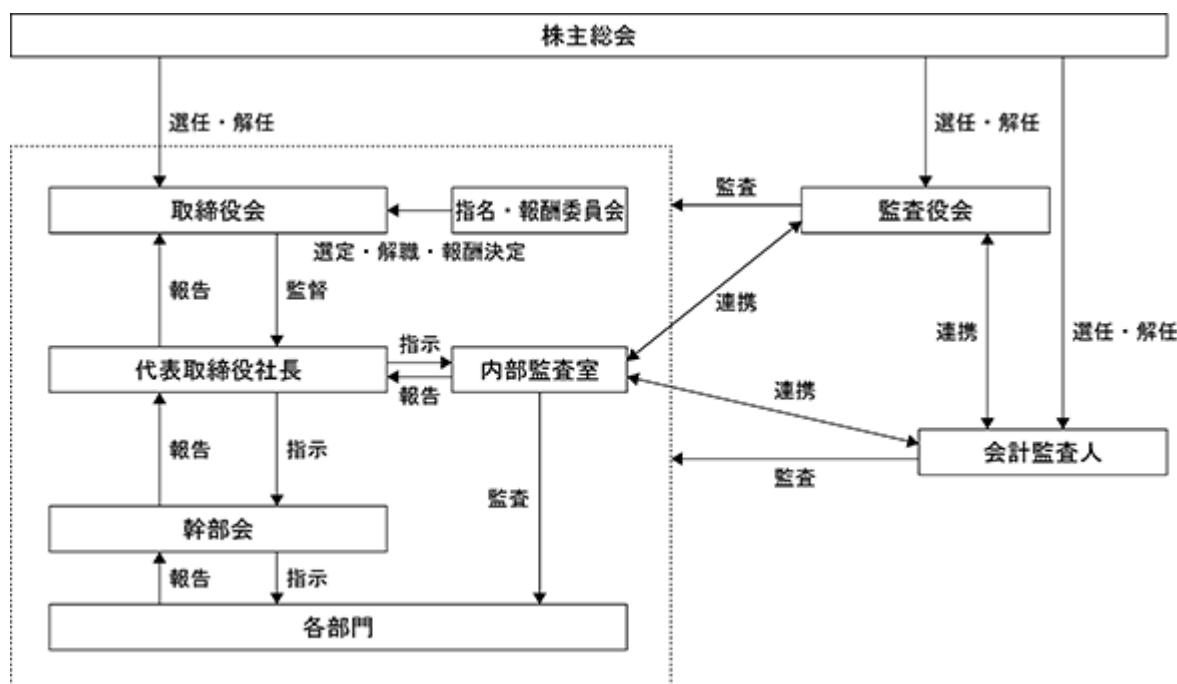 株主総会
選任・解任
選任・解任
取締役会
指名・報酬委員会
監査
監査役会
選定・解職・報酬決定
報告
監督
連携
連携
選任・解任
代表取締役社長
指示
報告
内部監査室
連携
会計監査人
監査
報告
指示
監査
幹部会
報告
指示
各部門